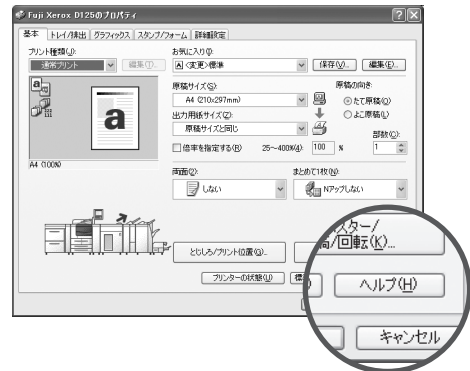 Fuji Xerox D125のプロパティ
基本 トレイ/排出 グラフィックス スタンプ/フォーム 詳細設定
プリント種類(J):
通常プリント 編集(T)...
お気に入り(I):
A <変更>標準 保存(V)... 編集(E)...
原稿サイズ(S): 原稿の向き:
A4 (210x297mm) たて原稿(O)
出力用紙サイズ(Z): よこ原稿(L)
原稿サイズと同じ
部数(C):
倍率を指定する(R) 25～400%(4): 100 % 1
a
A4 (100%)
両面(2): まとめて1枚(N):
しない Nアップしない
とじしろ/プリント位置(G)...
スター/
/回転(K)...
プリンターの状態(U)
ヘルプ(H)
キャンセル